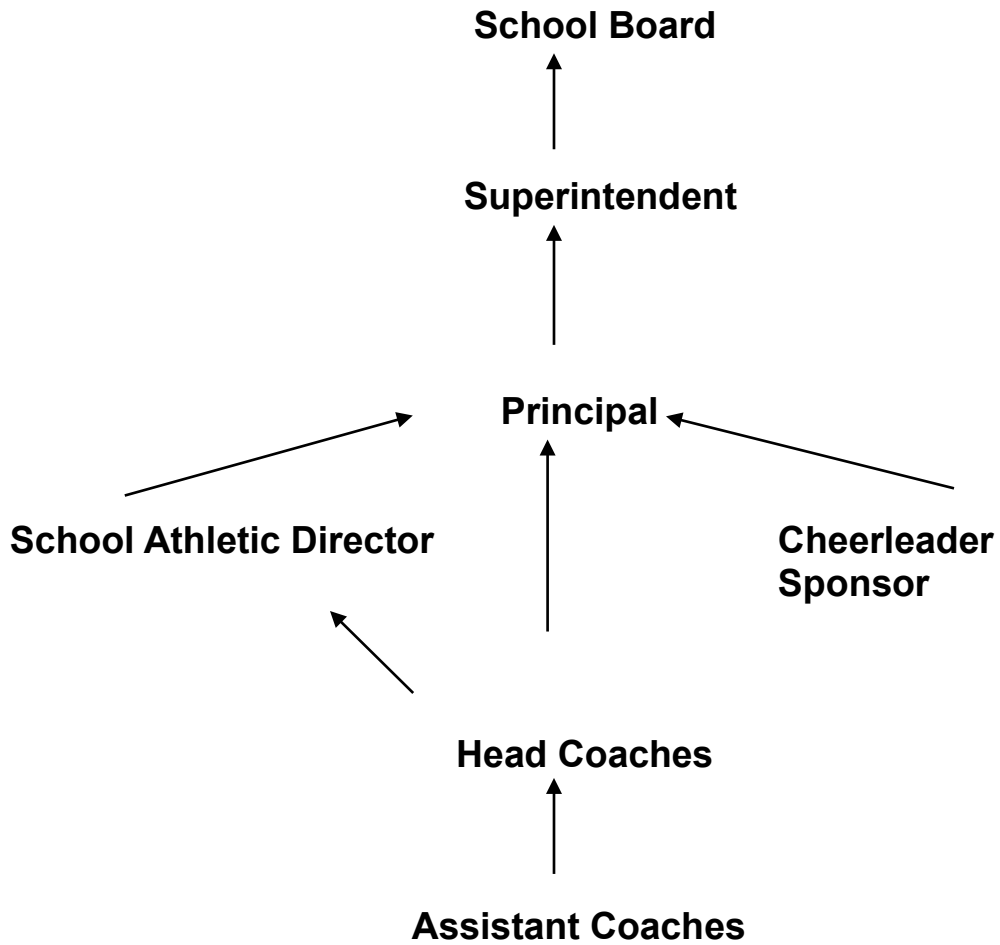 School Board
Superintendent
Principal
School Athletic Director
Cheerleader
Sponsor
Head Coaches
Assistant Coaches